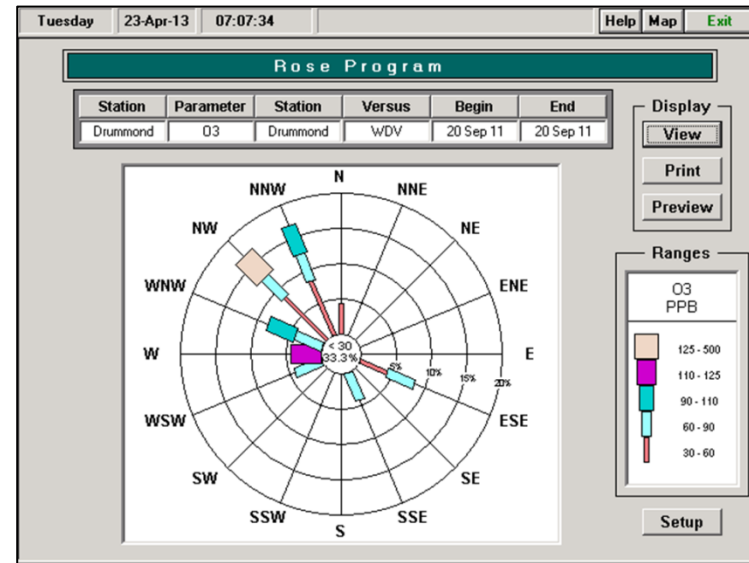 Tuesday 23-Apr-13 07:07:34 Help Map Exit
Rose Program
Station Parameter Station Versus Begin End
Drummond O3 Drummond WDV 20 Sep 11 20 Sep 11
Display
View
Print
Preview
N
NNW NNE
NW NE
WNW ENE
W E
WSW ESE
SW SE
SSW SSE
S
< 30
33.3%
5% 10% 15% 20%
Ranges
O3
PPB
125 - 500
110 - 125
90 - 110
60 - 90
30 - 60
Setup